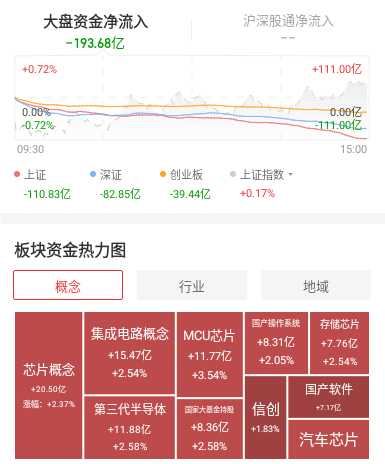 大盘资金净流入
沪深股通净流入
-193.68亿
--
+0.72%
+111.00亿
0.00%
0.00亿
-0.72%
-111.00亿
09:30
15:00
上证
深证
创业板
上证指数
-110.83亿
-82.85亿
-39.44亿
+0.17%
板块资金热力图
概念
行业
地域
芯片概念
+20.50亿
涨幅：+2.37%
集成电路概念
+15.47亿
+2.54%
第三代半导体
+11.88亿
+2.58%
MCU芯片
+11.77亿
+3.54%
国家大基金持股
+8.36亿
+2.58%
国产操作系统
+8.31亿
+2.05%
存储芯片
+7.76亿
+2.54%
信创
+1.83%
国产软件
+7.17亿
汽车芯片